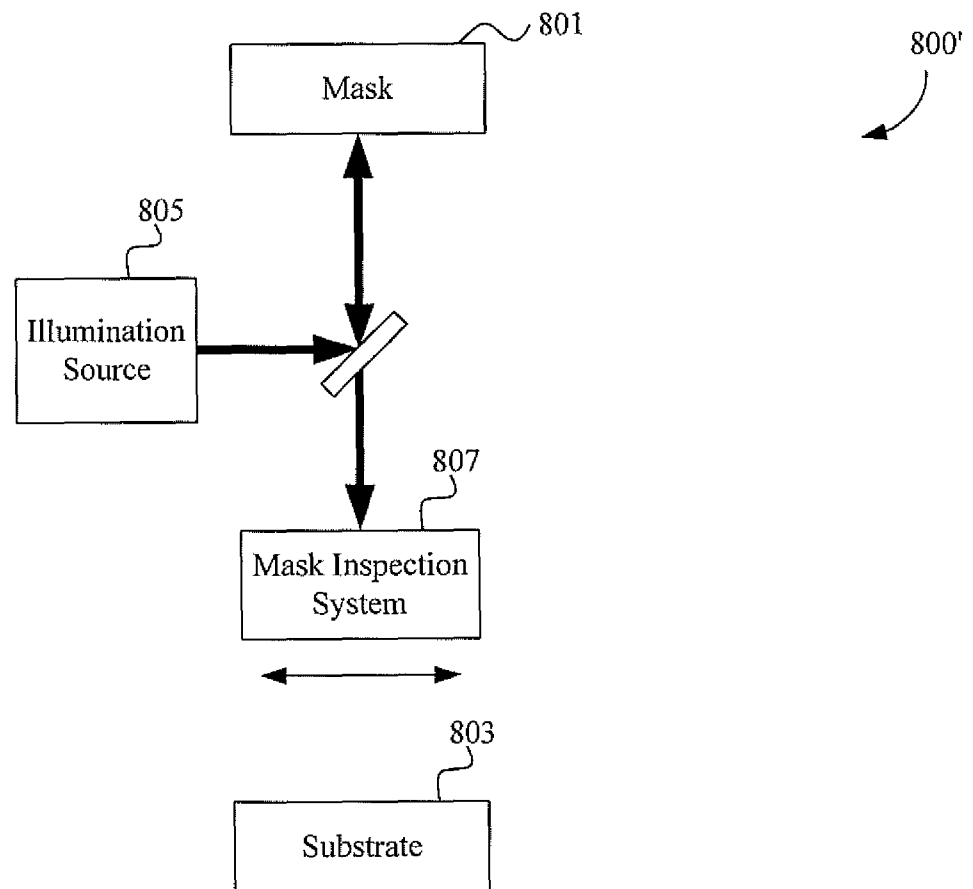 801
800'
Mask
805
Illumination
Source
807
Mask Inspection
System
803
Substrate